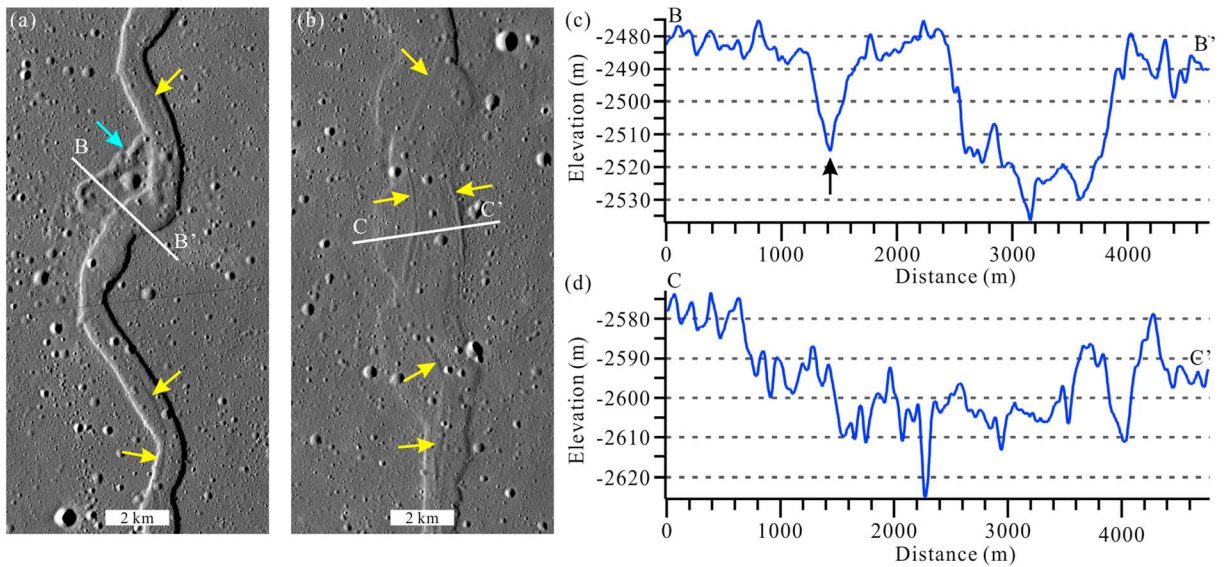 (a)
B
B'
2 km
(b)
C
C'
2 km
(c)
B
B'
Elevation (m)
-2480
-2490
-2500
-2510
-2520
-2530
0 1000 2000 3000 4000
Distance (m)
(d)
C
C'
Elevation (m)
-2580
-2590
-2600
-2610
-2620
0 1000 2000 3000 4000
Distance (m)